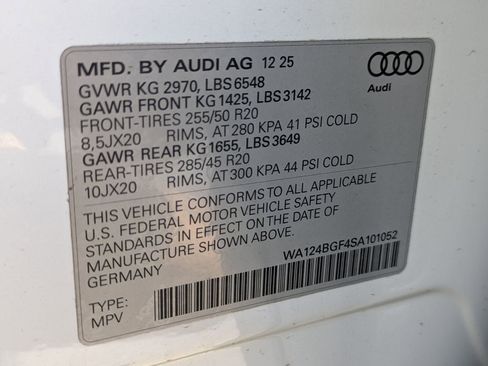 MFD. BY AUDI AG 12 25
GVWR KG 2970, LBS 6548
GAWR FRONT KG 1425, LBS 3142
FRONT-TIRES 255/50 R20
8,5JX20 RIMS, AT 280 KPA 41 PSI COLD
GAWR REAR KG 1655, LBS 3649
REAR-TIRES 285/45 R20
10JX20 RIMS, AT 300 KPA 44 PSI COLD
THIS VEHICLE CONFORMS TO ALL APPLICABLE
U.S. FEDERAL MOTOR VEHICLE SAFETY
STANDARDS IN EFFECT ON THE DATE OF
MANUFACTURE SHOWN ABOVE.
GERMANY
WA124BGF4SA101052
TYPE:
MPV
Audi